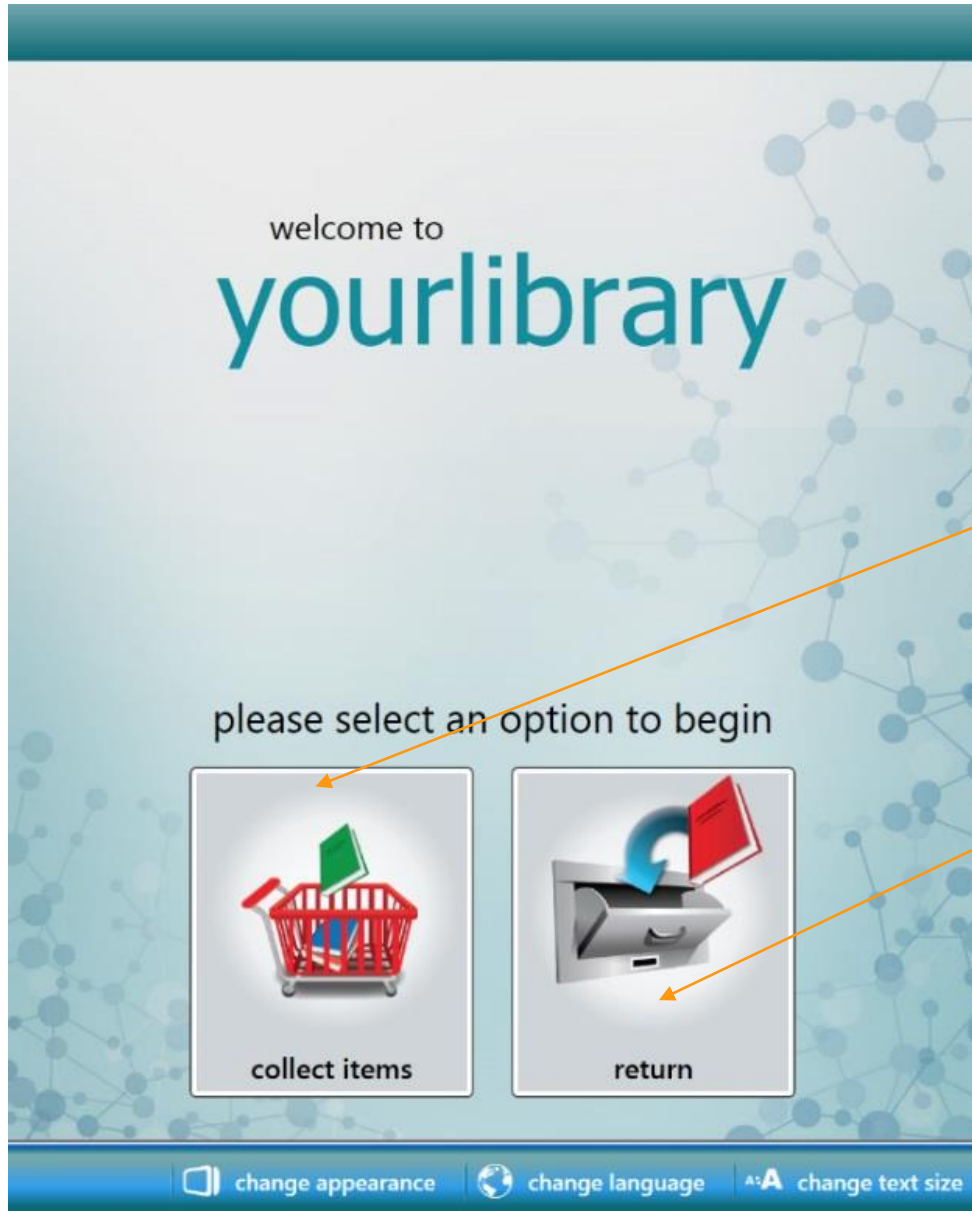 welcome to
yourlibrary
please select an option to begin
collect items
return
change appearance
change language
change text size